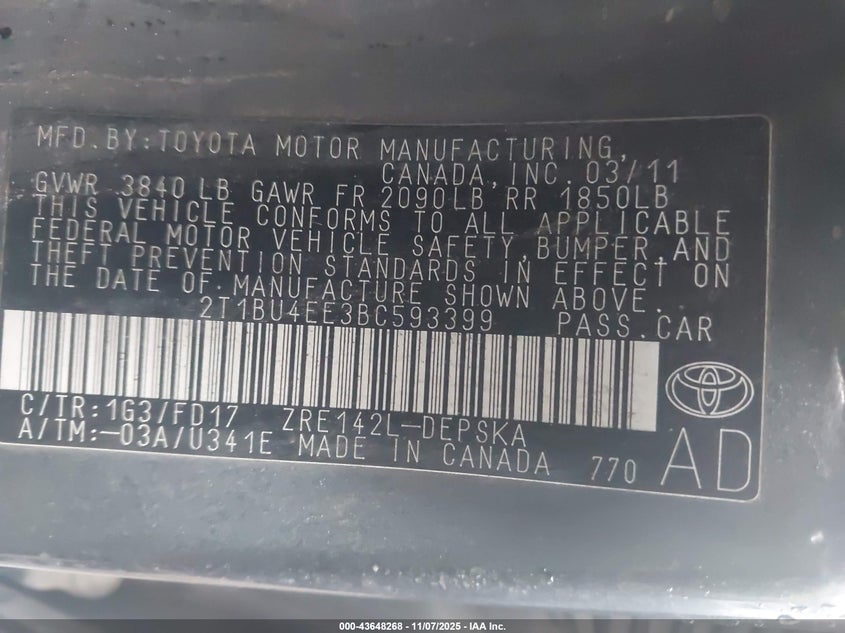 MFD.BY:TOYOTA MOTOR MANUFACTURING,
CANADA,INC. 03/11
GVWR 3840 LB GAWR FR 2090LB RR 1850LB
THIS VEHICLE CONFORMS TO ALL APPLICABLE
FEDERAL MOTOR VEHICLE SAFETY,BUMPER,AND
THEFT PREVENTION STANDARDS IN EFFECT ON
THE DATE OF MANUFACTURE SHOWN ABOVE.
2T1BU4EE3BC593399 PASS.CAR
C/TR:1G3/FD17 ZRE142L-DEPSKA
A/TM:-03A/U341E MADE IN CANADA 770 AD
000-43648268 - 11/07/2025 - IAA Inc.